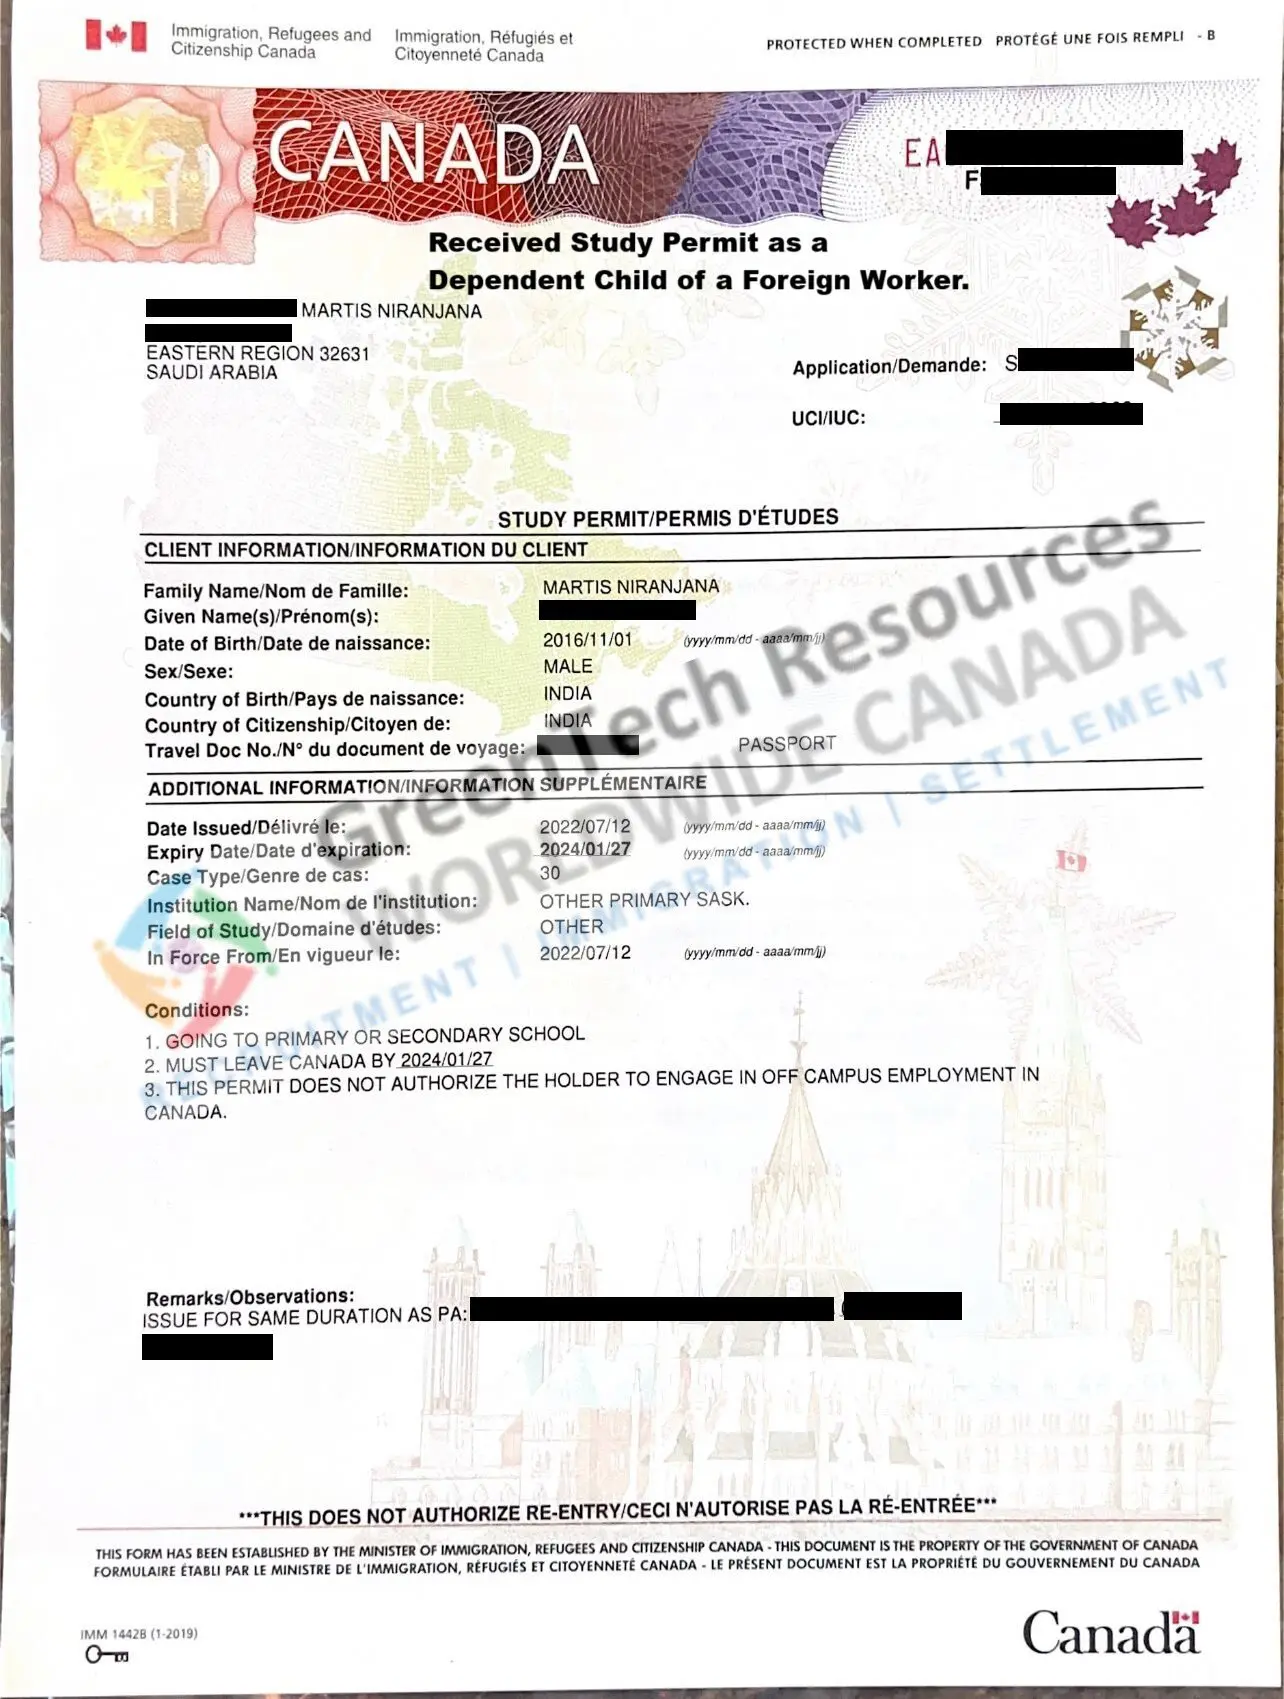 Immigration, Refugees and Citizenship Canada
Immigration, Réfugiés et Citoyenneté Canada
PROTECTED WHEN COMPLETED PROTÉGÉ UNE FOIS REMPLI - B
CANADA
EA
F
Received Study Permit as a
Dependent Child of a Foreign Worker.
MARTIS NIRANJANA
EASTERN REGION 32631
SAUDI ARABIA
Application/Demande: S
UCI/IUC:
STUDY PERMIT/PERMIS D'ÉTUDES
CLIENT INFORMATION/INFORMATION DU CLIENT
Family Name/Nom de Famille: MARTIS NIRANJANA
Given Name(s)/Prénom(s):
Date of Birth/Date de naissance: 2016/11/01 (yyyy/mm/dd - aaaa/mm/jj)
Sex/Sexe: MALE
Country of Birth/Pays de naissance: INDIA
Country of Citizenship/Citoyen de: INDIA
Travel Doc No./N° du document de voyage: PASSPORT
ADDITIONAL INFORMATION/INFORMATION SUPPLÉMENTAIRE
Date Issued/Délivré le: 2022/07/12 (yyyy/mm/dd - aaaa/mm/jj)
Expiry Date/Date d'expiration: 2024/01/27 (yyyy/mm/dd - aaaa/mm/jj)
Case Type/Genre de cas: 30
Institution Name/Nom de l'institution: OTHER PRIMARY SASK.
Field of Study/Domaine d'études: OTHER
In Force From/En vigueur le: 2022/07/12 (yyyy/mm/dd - aaaa/mm/jj)
GreenTech Resources
WORLDWIDE CANADA
RECRUITMENT | IMMIGRATION | SETTLEMENT
Conditions:
1. GOING TO PRIMARY OR SECONDARY SCHOOL
2. MUST LEAVE CANADA BY 2024/01/27
3. THIS PERMIT DOES NOT AUTHORIZE THE HOLDER TO ENGAGE IN OFF CAMPUS EMPLOYMENT IN
CANADA.
Remarks/Observations:
ISSUE FOR SAME DURATION AS PA:
***THIS DOES NOT AUTHORIZE RE-ENTRY/CECI N'AUTORISE PAS LA RÉ-ENTRÉE***
THIS FORM HAS BEEN ESTABLISHED BY THE MINISTER OF IMMIGRATION, REFUGEES AND CITIZENSHIP CANADA - THIS DOCUMENT IS THE PROPERTY OF THE GOVERNMENT OF CANADA
FORMULAIRE ÉTABLI PAR LE MINISTRE DE L'IMMIGRATION, RÉFUGIÉS ET CITOYENNETÉ CANADA - LE PRÉSENT DOCUMENT EST LA PROPRIÉTÉ DU GOUVERNEMENT DU CANADA
IMM 1442B (1-2019)
Canada